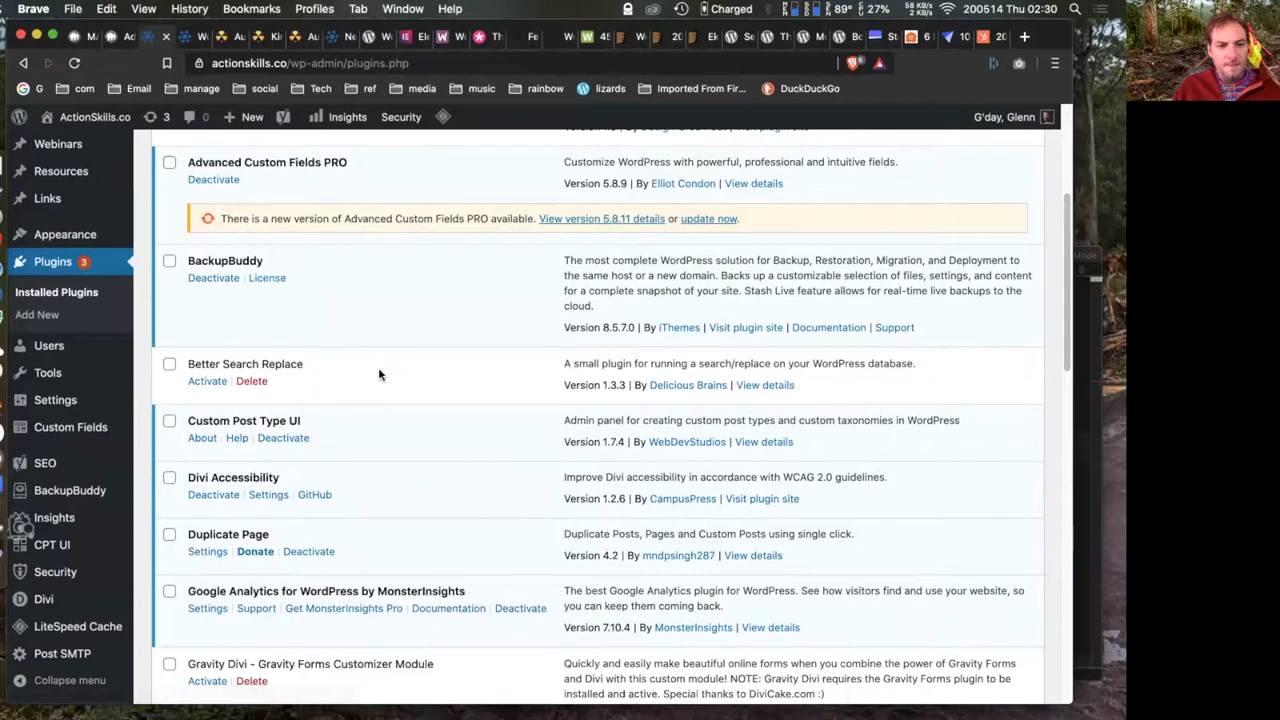 Brave File Edit View History Bookmarks Profiles Tab Window Help Charged 89° 58 KB/s 2 KB/s 27% 200514 Thu 02:30
actionskills.co/wp-admin/plugins.php
G com Email manage social Tech ref media music rainbow lizards Imported From Fir... DuckDuckGo
ActionSkills.co 3 0 New Insights Security G'day, Glenn
Webinars
Resources
Links
Appearance
Plugins 3
Installed Plugins
Add New
Users
Tools
Settings
Custom Fields
SEO
BackupBuddy
Insights
CPT UI
Security
Divi
LiteSpeed Cache
Post SMTP
Collapse menu
Advanced Custom Fields PRO
Deactivate
Customize WordPress with powerful, professional and intuitive fields.
Version 5.8.9 | By Elliot Condon | View details
There is a new version of Advanced Custom Fields PRO available. View version 5.8.11 details or update now.
BackupBuddy
Deactivate | License
The most complete WordPress solution for Backup, Restoration, Migration, and Deployment to
the same host or a new domain. Backs up a customizable selection of files, settings, and content
for a complete snapshot of your site. Stash Live feature allows for real-time live backups to the
cloud.
Version 8.5.7.0 | By iThemes | Visit plugin site | Documentation | Support
Better Search Replace
Activate | Delete
A small plugin for running a search/replace on your WordPress database.
Version 1.3.3 | By Delicious Brains | View details
Custom Post Type UI
About | Help | Deactivate
Admin panel for creating custom post types and custom taxonomies in WordPress
Version 1.7.4 | By WebDevStudios | View details
Divi Accessibility
Deactivate | Settings | GitHub
Improve Divi accessibility in accordance with WCAG 2.0 guidelines.
Version 1.2.6 | By CampusPress | Visit plugin site
Duplicate Page
Settings | Donate | Deactivate
Duplicate Posts, Pages and Custom Posts using single click.
Version 4.2 | By mndpsingh287 | View details
Google Analytics for WordPress by MonsterInsights
Settings | Support | Get MonsterInsights Pro | Documentation | Deactivate
The best Google Analytics plugin for WordPress. See how visitors find and use your website, so
you can keep them coming back.
Version 7.10.4 | By MonsterInsights | View details
Gravity Divi - Gravity Forms Customizer Module
Activate | Delete
Quickly and easily make beautiful online forms when you combine the power of Gravity Forms
and Divi with this custom module! NOTE: Gravity Divi requires the Gravity Forms plugin to be
installed and active. Special thanks to DiviCake.com :)